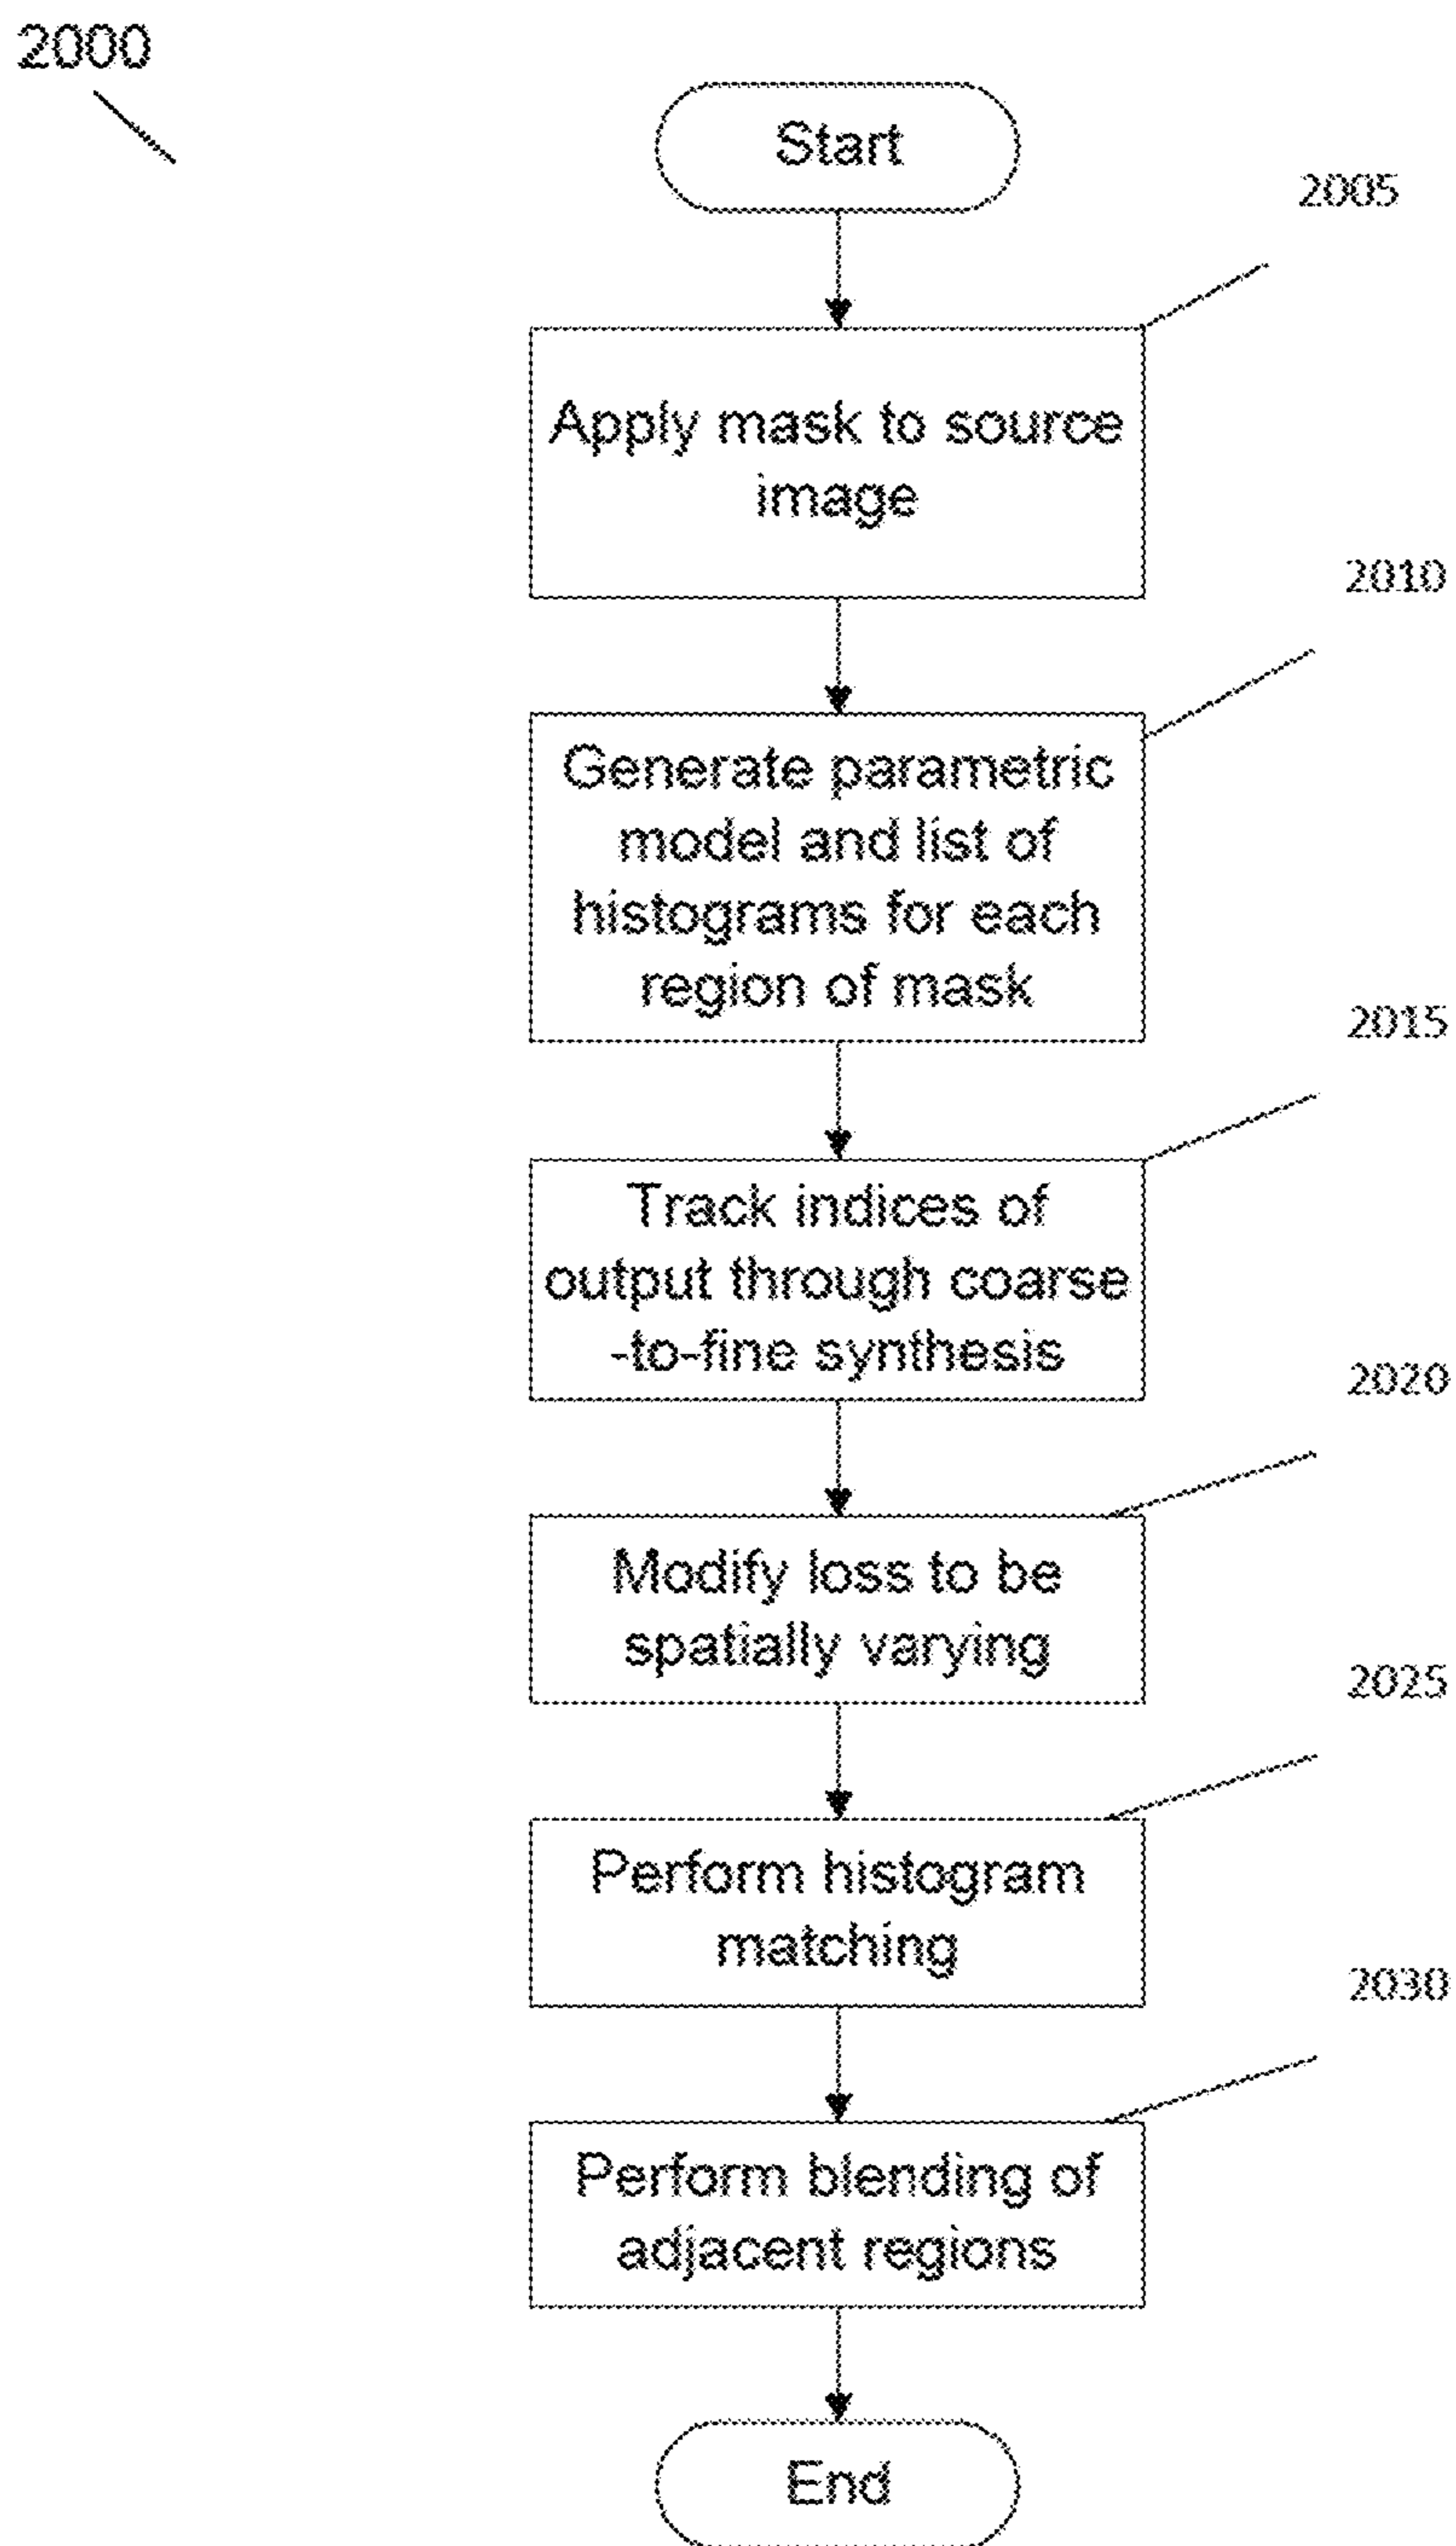 2000
Start
2005
Apply mask to source
image
2010
Generate parametric
model and list of
histograms for each
region of mask
2015
Track indices of
output through coarse
-to-fine synthesis
2020
Modify loss to be
spatially varying
2025
Perform histogram
matching
2030
Perform blending of
adjacent regions
End